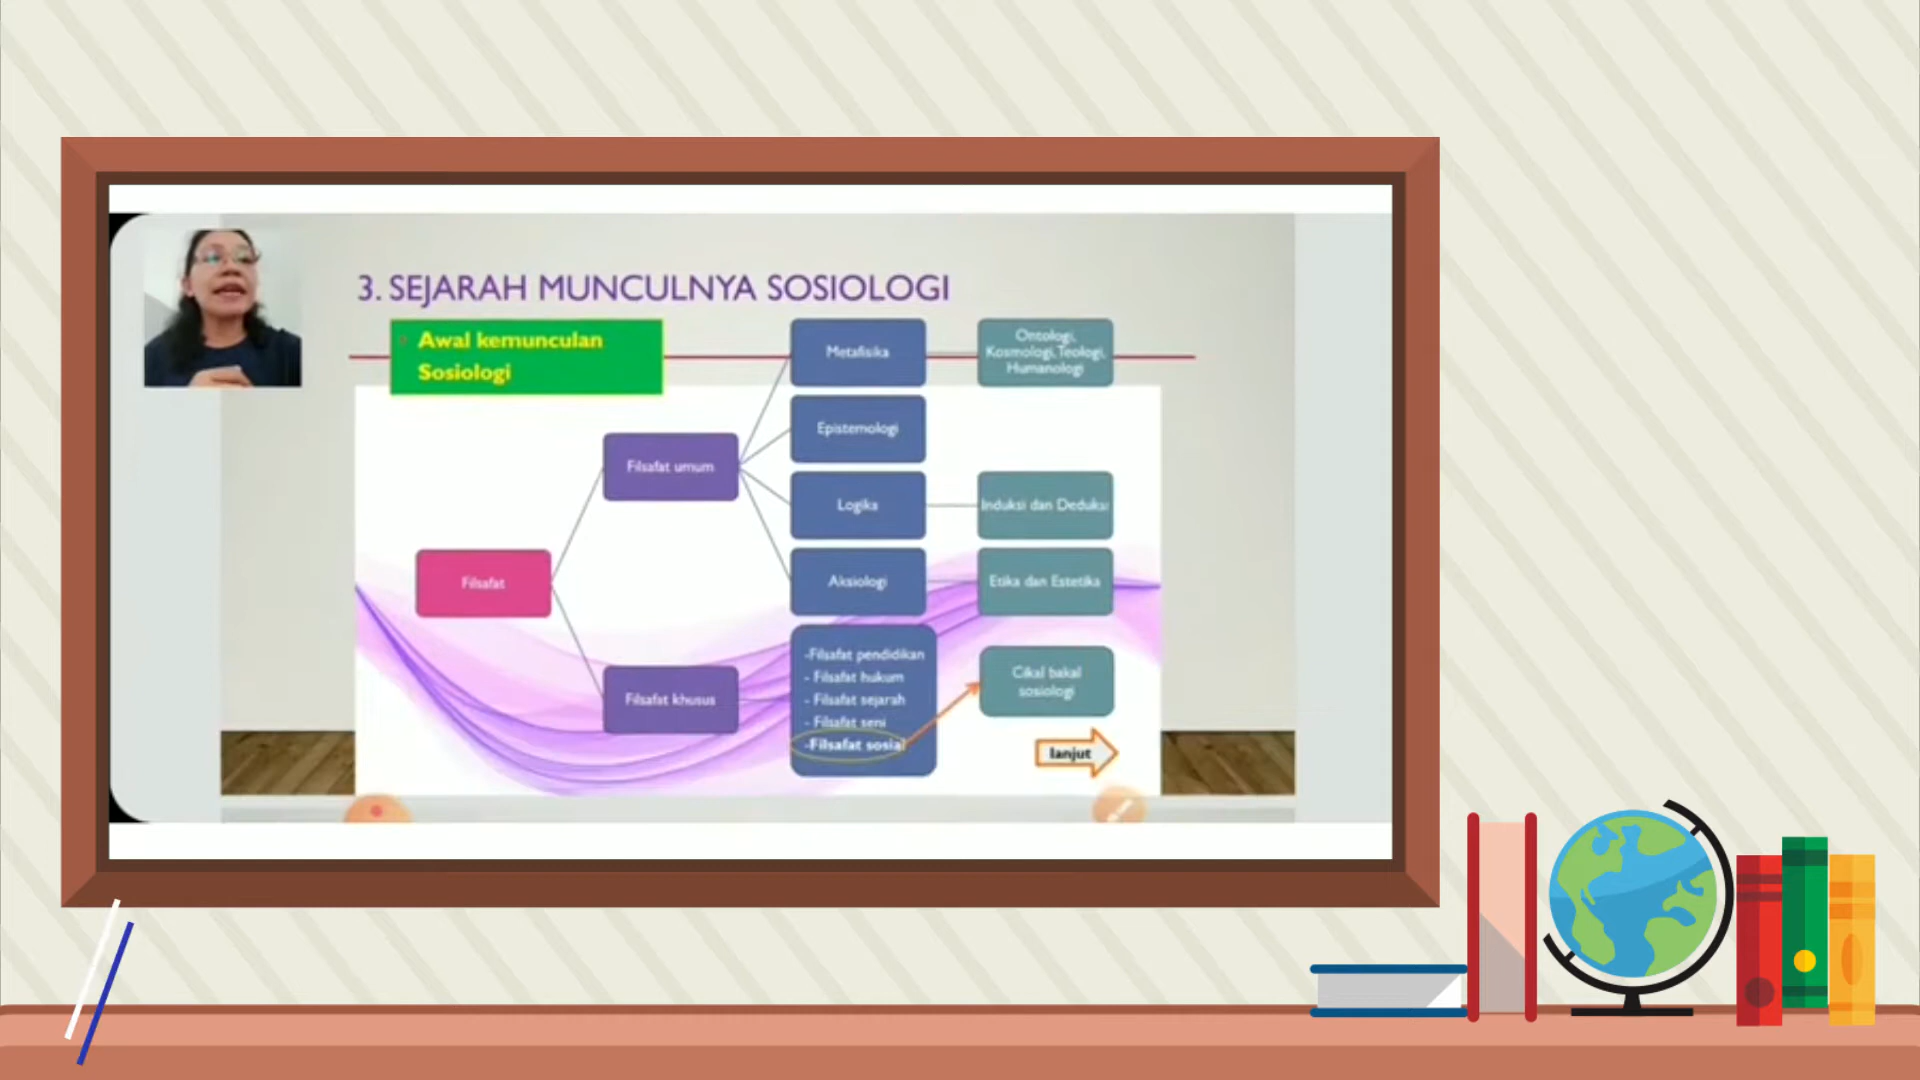 3. SEJARAH MUNCULNYA SOSIOLOGI
Awal kemunculan
Sosiologi
Filsafat
Filsafat umum
Filsafat khusus
Metafisika
Epistemologi
Logika
Aksiologi
-Filsafat pendidikan
- Filsafat hukum
- Filsafat sejarah
- Filsafat seni
-Filsafat sosial
Ontologi,
Kosmologi, Teologi,
Humanologi
Induksi dan Deduksi
Etika dan Estetika
Cikal bakal
sosiologi
lanjut